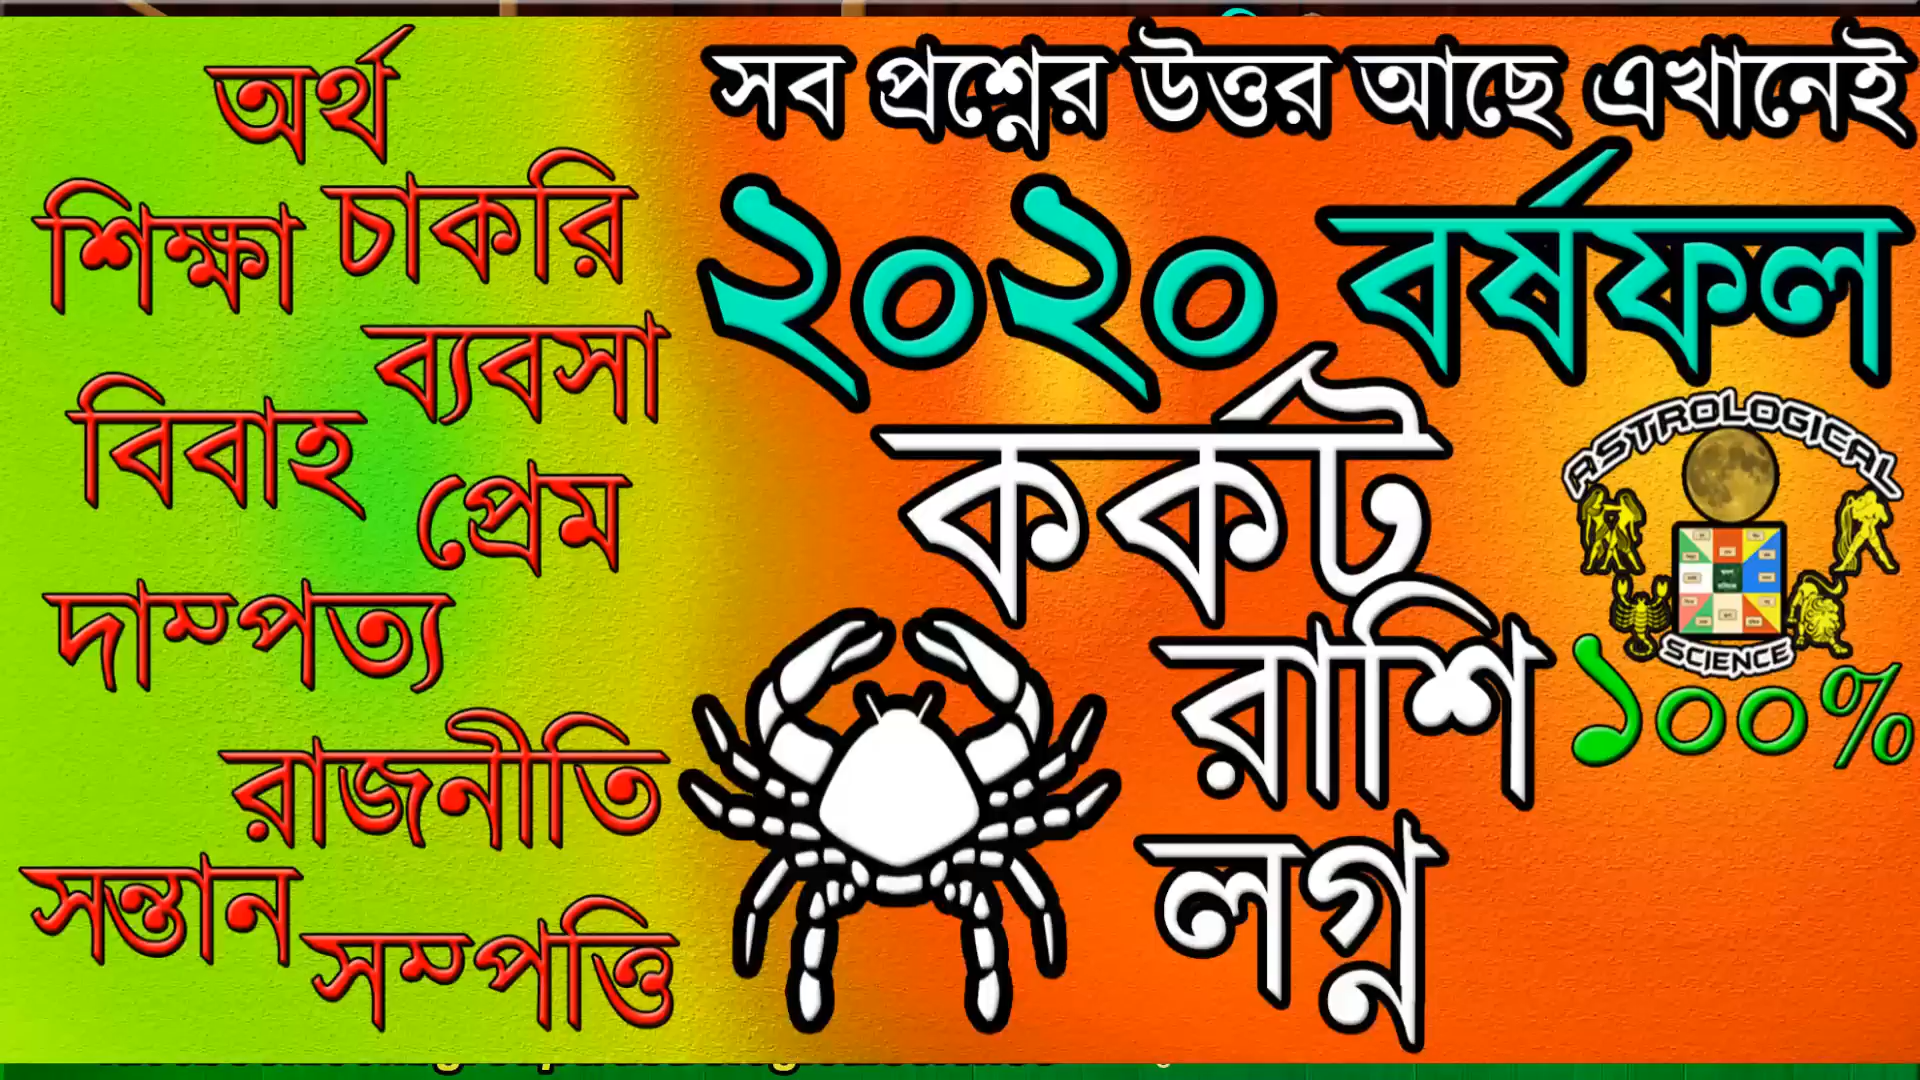 অর্থ
শিক্ষা চাকরি
ব্যবসা
বিবাহ
প্রেম
দাম্পত্য
রাজনীতি
সন্তান
সম্পত্তি
সব প্রশ্নের উত্তর আছে এখানেই
২০২০ বর্ষফল
কর্কট
রাশি
লগ্ন
ASTROLOGICAL
SCIENCE
১০০%